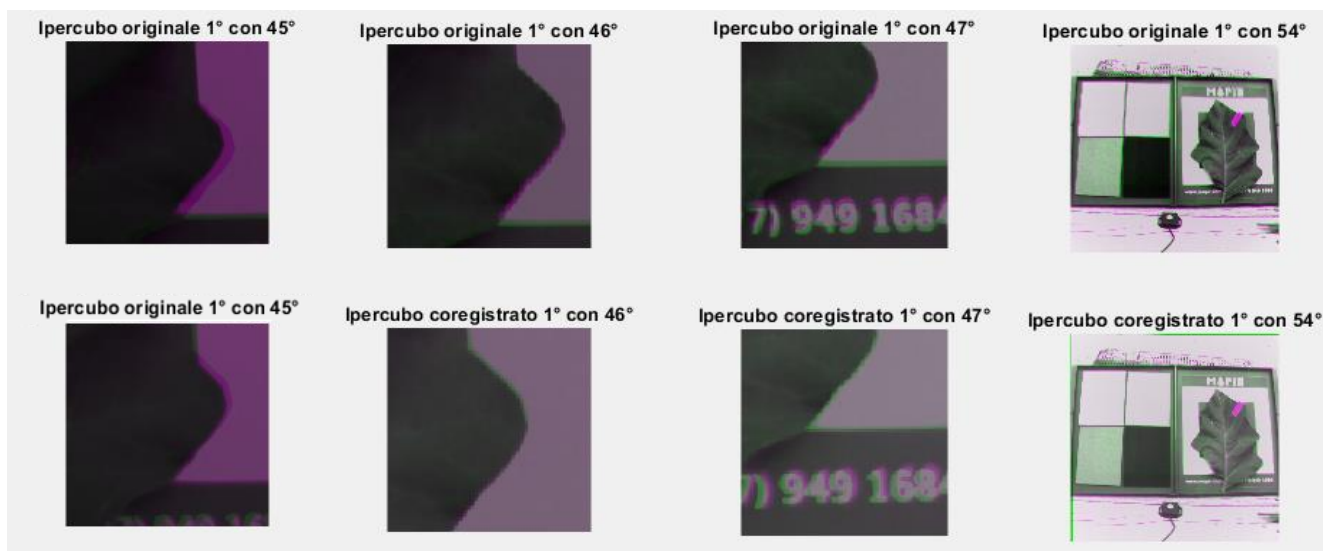 Ipercubo originale 1° con 45°
Ipercubo originale 1° con 46°
Ipercubo originale 1° con 47°
Ipercubo originale 1° con 54°
7) 949 1684
MAPIR
Ipercubo originale 1° con 45°
Ipercubo coregistrato 1° con 46°
Ipercubo coregistrato 1° con 47°
Ipercubo coregistrato 1° con 54°
7) 949 168
MAPIR